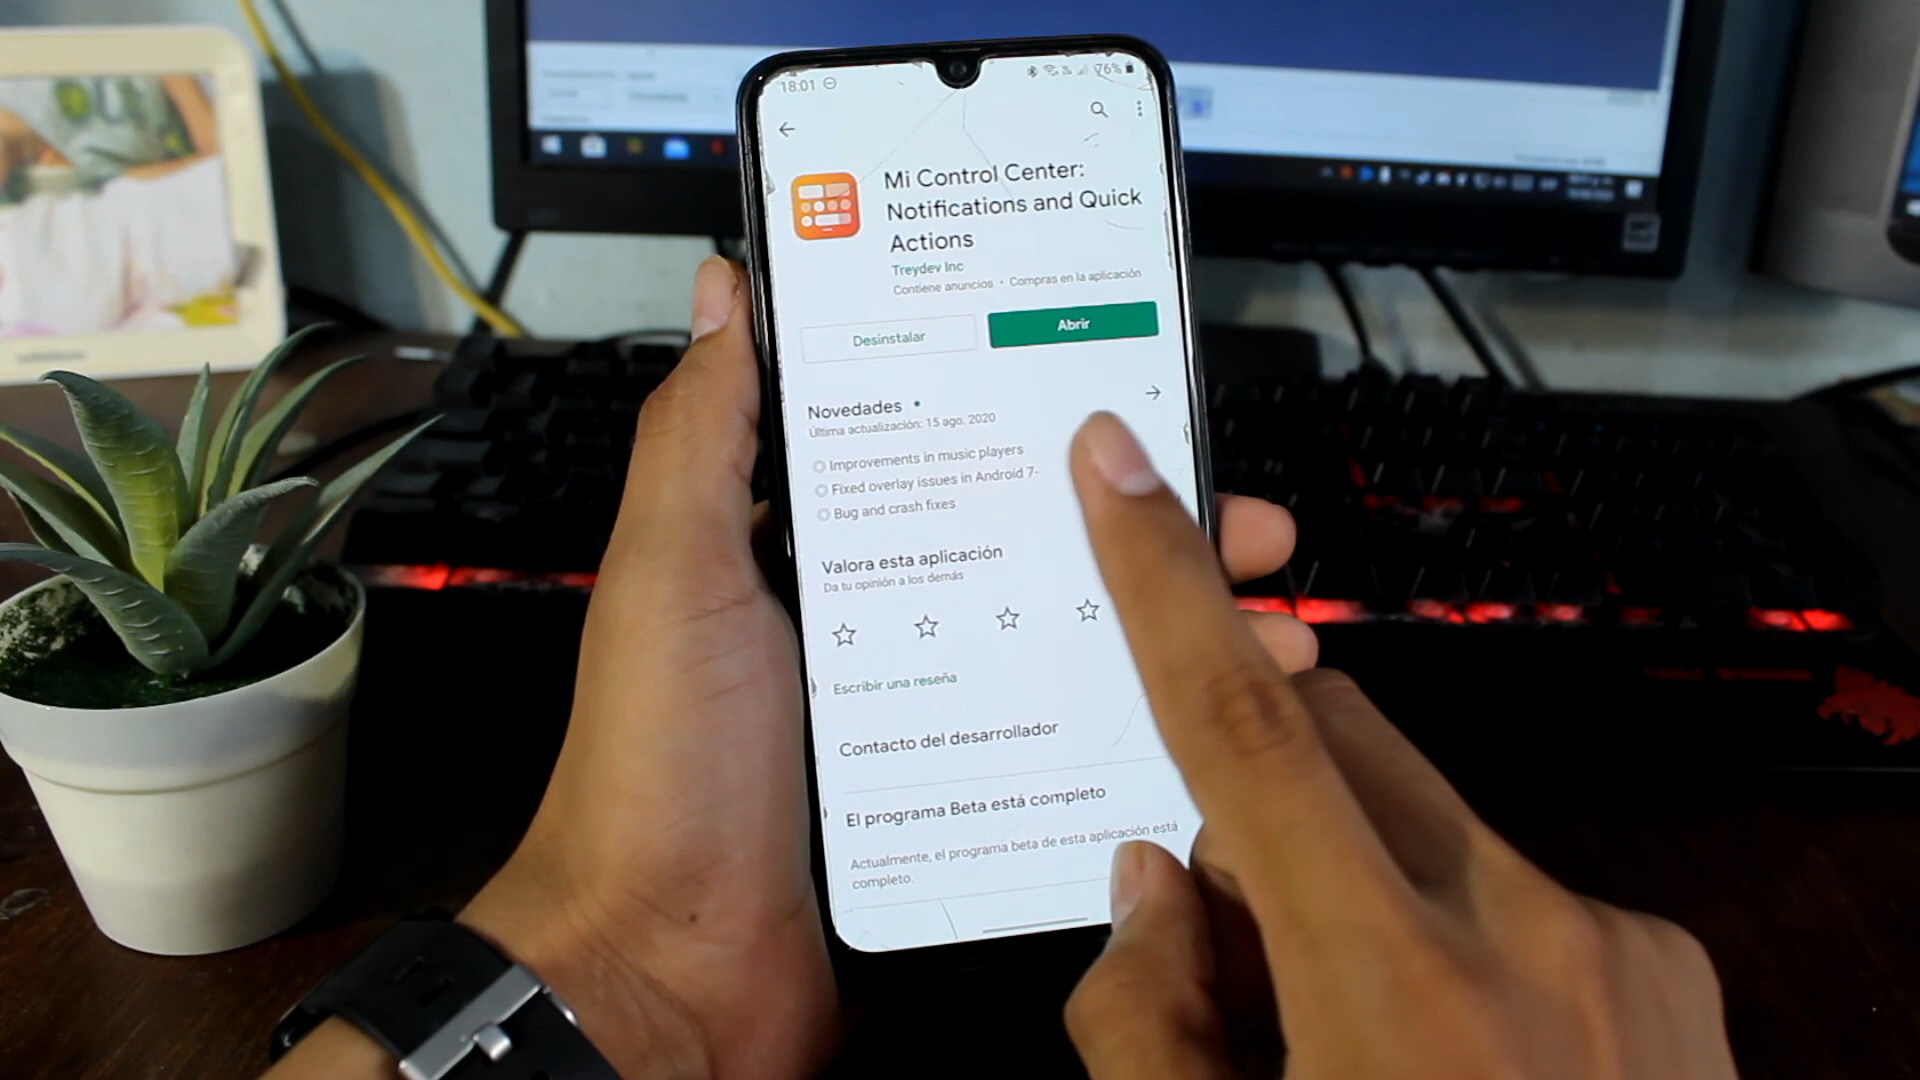 18:01
76%
Mi Control Center:
Notifications and Quick
Actions
Treydev Inc
Contiene anuncios • Compras en la aplicación
Desinstalar
Abrir
Novedades •
Última actualización: 15 ago. 2020
Improvements in music players
Fixed overlay issues in Android 7-
Bug and crash fixes
Valora esta aplicación
Da tu opinión a los demás
Escribir una reseña
Contacto del desarrollador
El programa Beta está completo
Actualmente, el programa beta de esta aplicación está
completo.